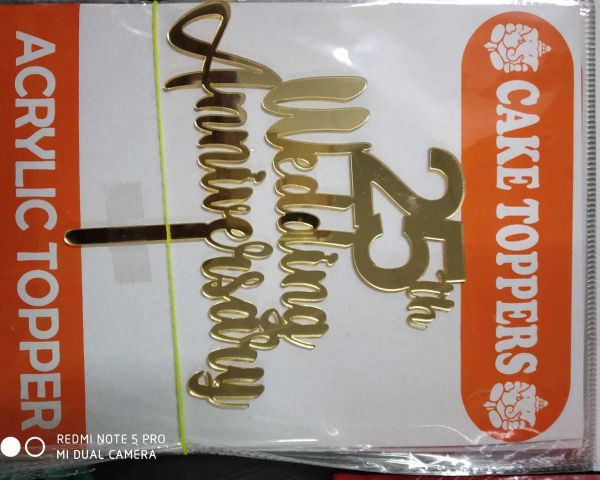 CAKE TOPPERS
25th
Wedding
Anniversary
ACRYLIC TOPPER
REDMI NOTE 5 PRO
MI DUAL CAMERA